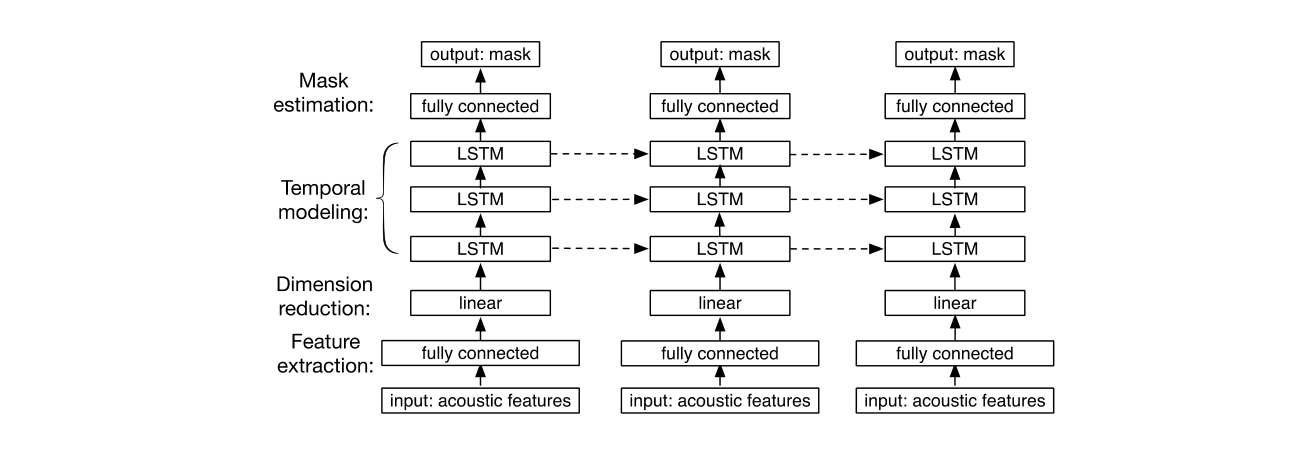 output: mask output: mask output: mask
Mask
estimation:
fully connected fully connected fully connected
LSTM LSTM LSTM
Temporal
modeling:
LSTM LSTM LSTM
LSTM LSTM LSTM
Dimension
reduction:
linear linear linear
Feature
extraction:
fully connected fully connected fully connected
input: acoustic features input: acoustic features input: acoustic features